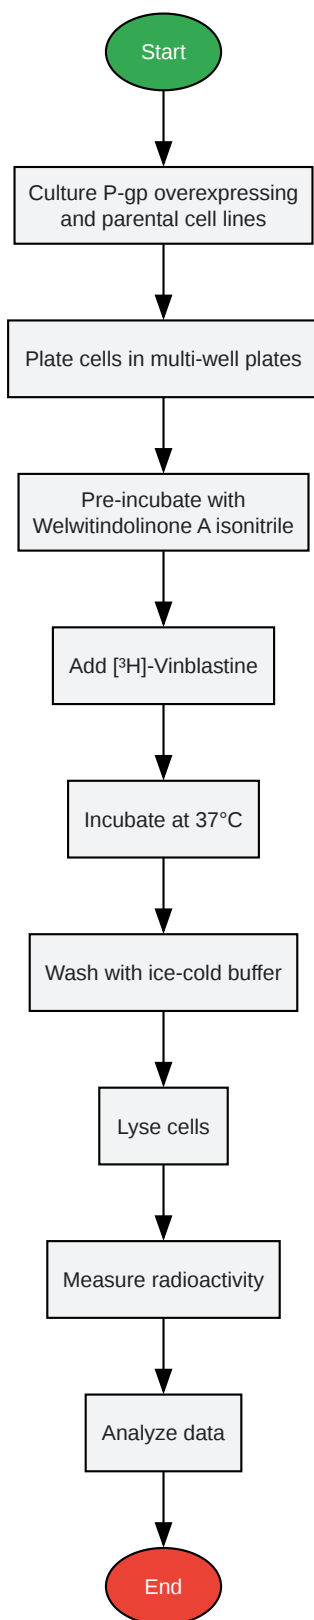 Start
Culture P-gp overexpressing
and parental cell lines
Plate cells in multi-well plates
Pre-incubate with
Welwitindolinone A isonitrile
Add [³H]-Vinblastine
Incubate at 37°C
Wash with ice-cold buffer
Lyse cells
Measure radioactivity
Analyze data
End